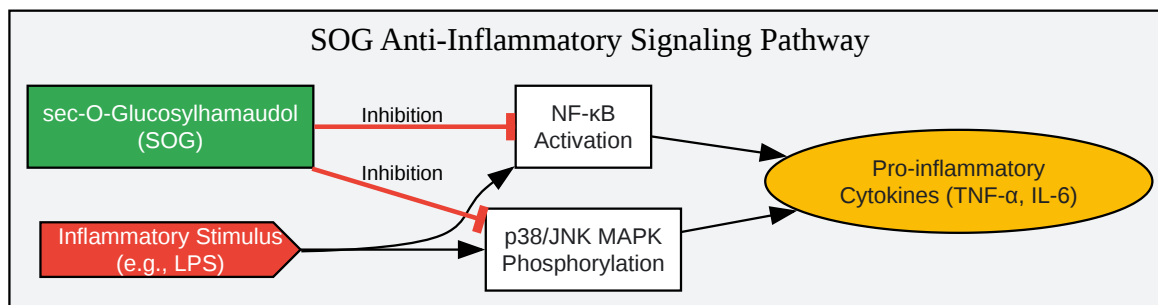 SOG Anti-Inflammatory Signaling Pathway
sec-O-Glucosylhamaudol
(SOG)
Inhibition
NF-κB
Activation
Inhibition
Pro-inflammatory
Cytokines (TNF-α, IL-6)
Inflammatory Stimulus
(e.g., LPS)
p38/JNK MAPK
Phosphorylation